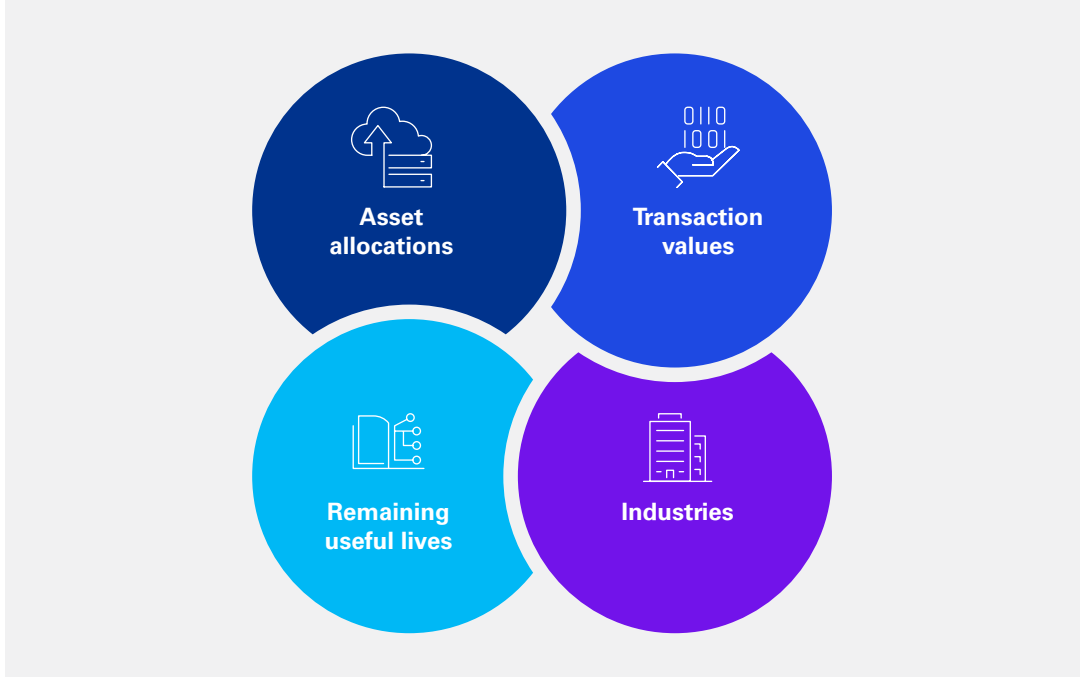 0110
1001
Asset
allocations
Transaction
values
Remaining
useful lives
Industries